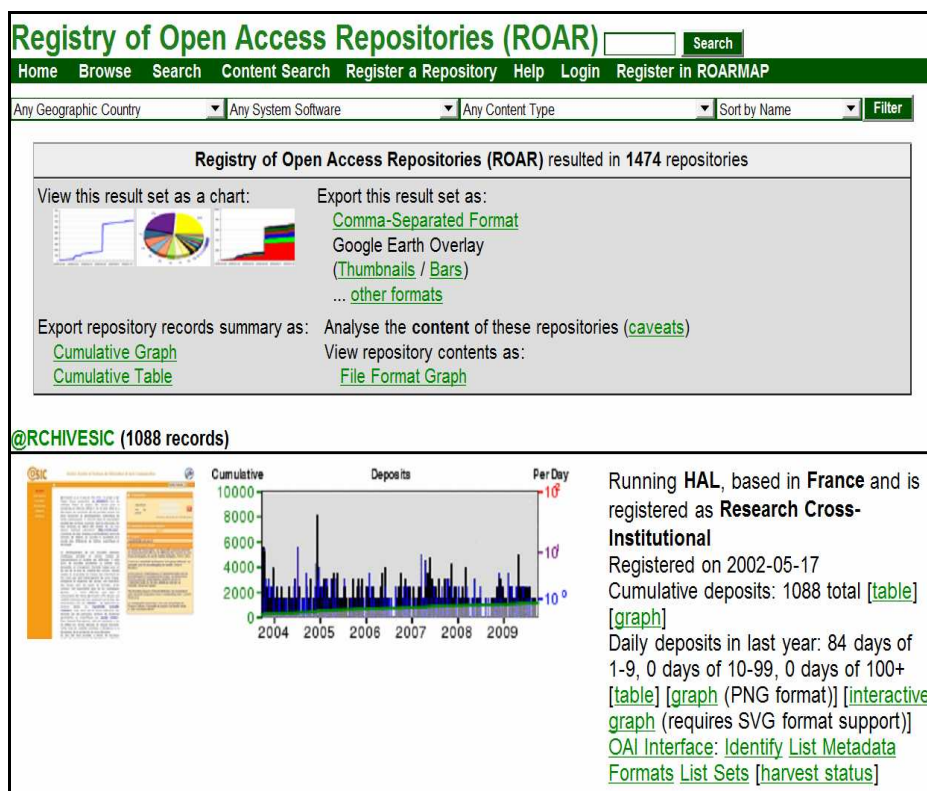 Registry of Open Access Repositories (ROAR) Search
Home Browse Search Content Search Register a Repository Help Login Register in ROARMAP
Any Geographic Country Any System Software Any Content Type Sort by Name Filter
Registry of Open Access Repositories (ROAR) resulted in 1474 repositories
View this result set as a chart:
Export this result set as:
Comma-Separated Format
Google Earth Overlay
(Thumbnails / Bars)
... other formats
Export repository records summary as:
Cumulative Graph
Cumulative Table
Analyse the content of these repositories (caveats)
View repository contents as:
File Format Graph
@RCHIVESIC (1088 records)
@SIC
Cumulative Deposits Per Day
10000
8000
6000
4000
2000
0
10²
10¹
10⁰
2004 2005 2006 2007 2008 2009
Running HAL, based in France and is
registered as Research Cross-
Institutional
Registered on 2002-05-17
Cumulative deposits: 1088 total [table]
[graph]
Daily deposits in last year: 84 days of
1-9, 0 days of 10-99, 0 days of 100+
[table] [graph (PNG format)] [interactive
graph (requires SVG format support)]
OAI Interface: Identify List Metadata
Formats List Sets [harvest status]